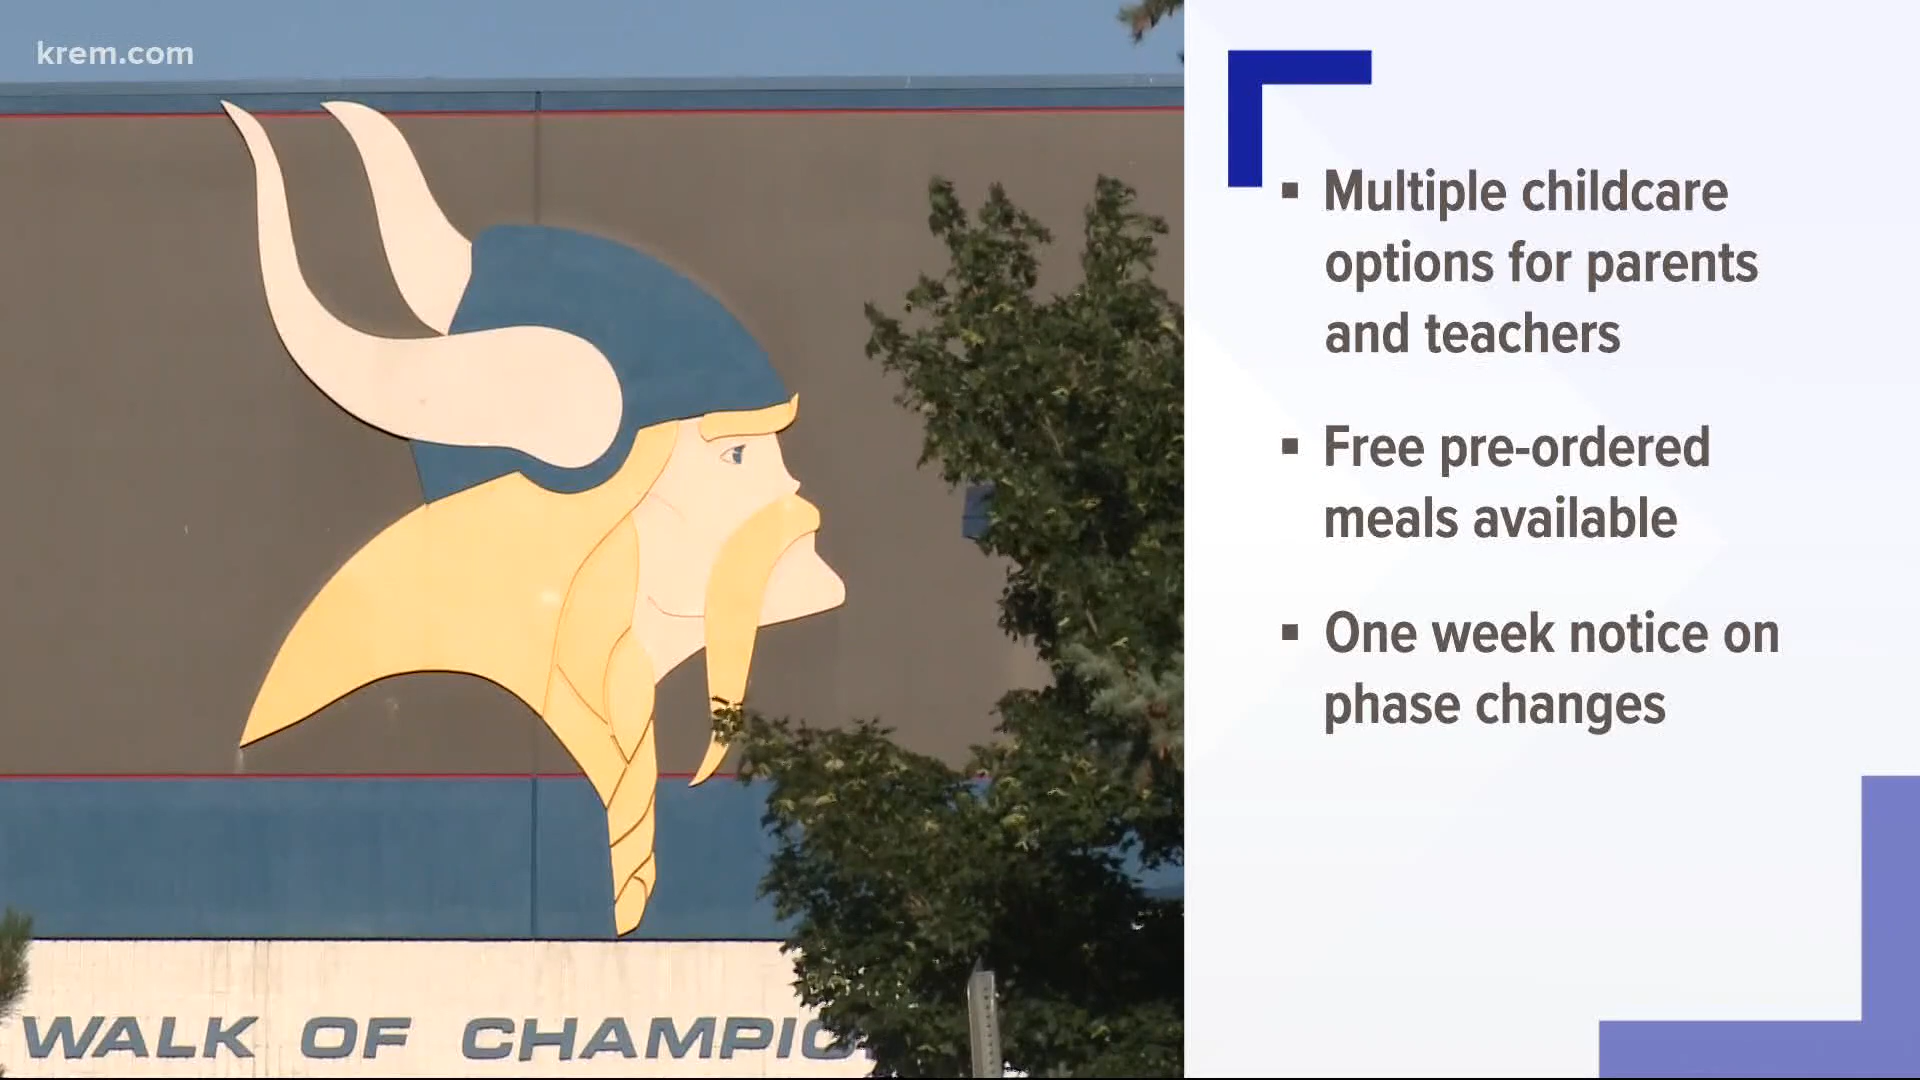 krem.com
Multiple childcare
options for parents
and teachers
Free pre-ordered
meals available
One week notice on
phase changes
WALK OF CHAMPIO